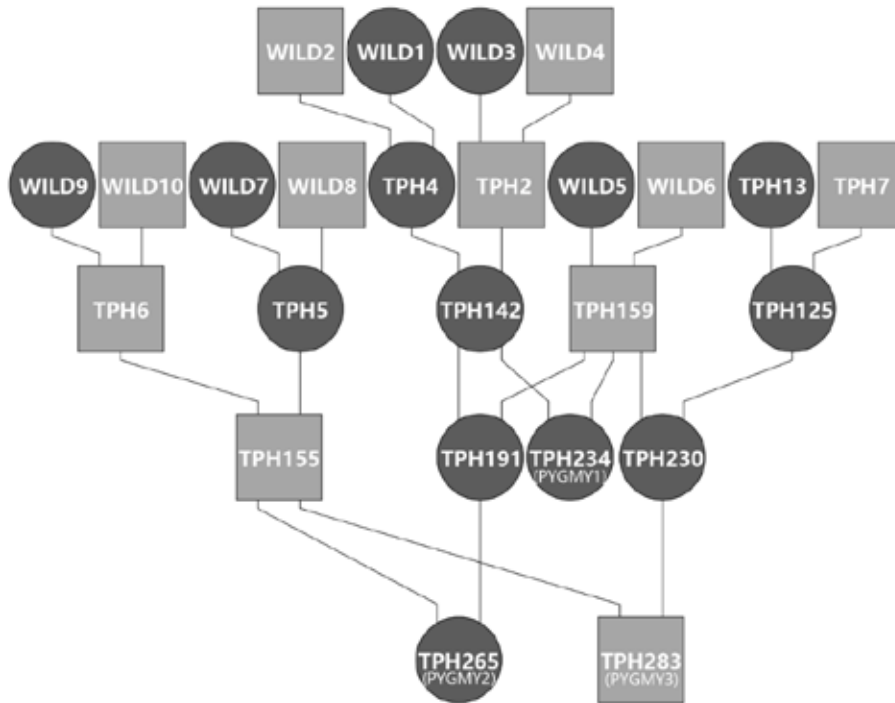 WILD2 WILD1 WILD3 WILD4
WILD9 WILD10 WILD7 WILD8 TPH4 TPH2 WILD5 WILD6 TPH13 TPH7
TPH6 TPH5 TPH142 TPH159 TPH125
TPH155 TPH191 TPH234 TPH230
(PYGMY1)
TPH265 TPH283
(PYGMY2) (PYGMY3)